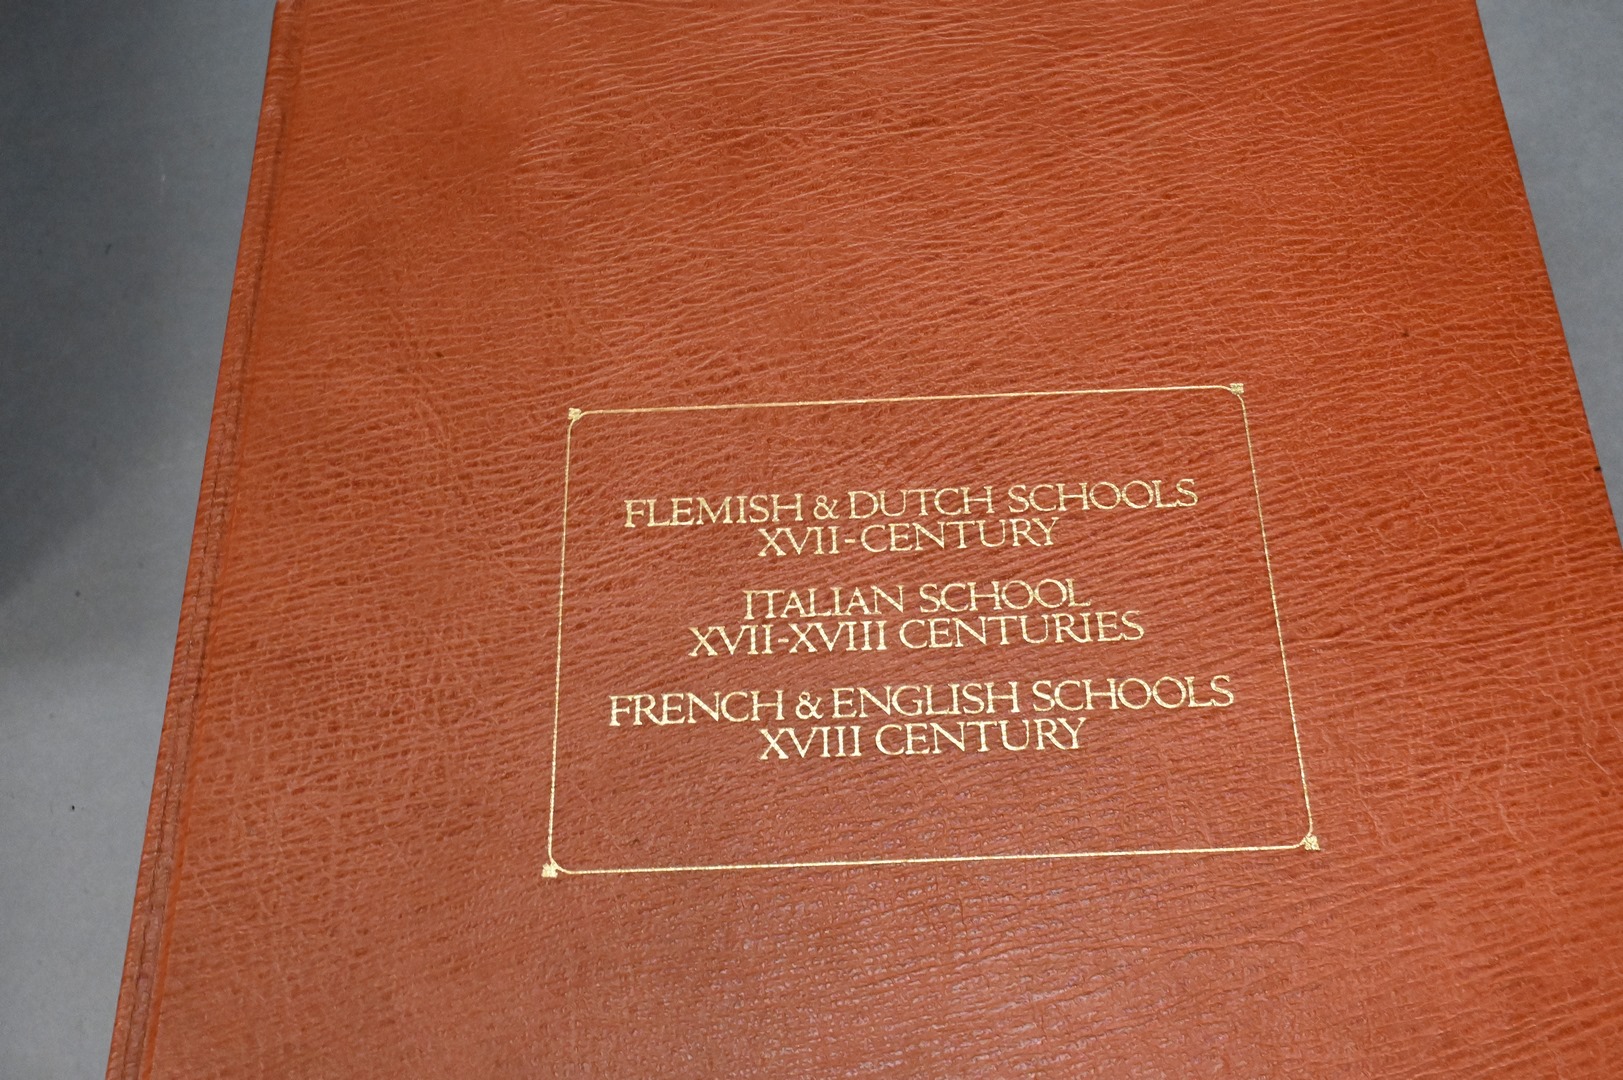 FLEMISH & DUTCH SCHOOLS
XVII-CENTURY
ITALIAN SCHOOL
XVII-XVIII CENTURIES
FRENCH & ENGLISH SCHOOLS
XVIII CENTURY